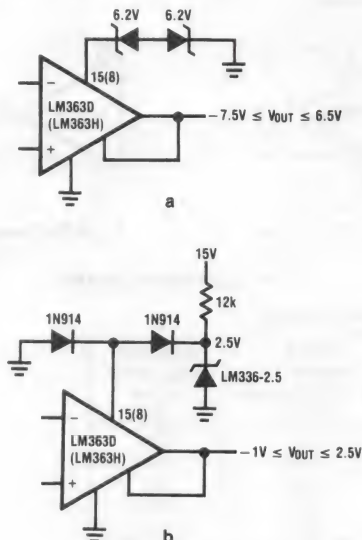 6.2V 6.2V
15(8)
LM363D
(LM363H)
−
+
−7.5V ≤ VOUT ≤ 6.5V
a
15V
12k
1N914 1N914
2.5V
LM336-2.5
15(8)
LM363D
(LM363H)
−
+
−1V ≤ VOUT ≤ 2.5V
b